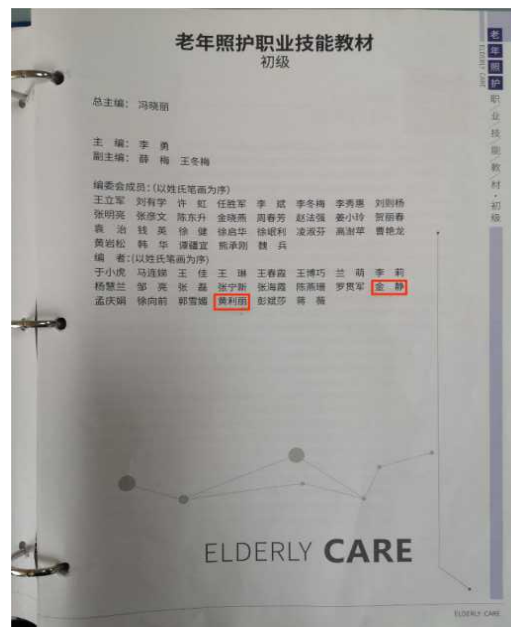 老年照护职业技能教材
初级
总主编：冯晓丽
主 编：李 勇
副主编：薛 梅 王冬梅
编委会成员：(以姓氏笔画为序)
王立军 刘有学 许 虹 任胜军 李 斌 李冬梅 李秀惠 刘则杨
张明亮 张彦文 陈东升 金晓燕 周春芳 赵法强 姜小玲 贺丽春
袁 治 钱 英 徐 健 徐启华 徐岷利 凌淑芬 高澍苹 曹艳龙
黄岩松 韩 华 谭疆宜 熊承刚 魏 兵
编 者：(以姓氏笔画为序)
于小虎 马连娣 王 佳 王 琳 王春霞 王博巧 兰 萌 李 莉
杨慧兰 邹 亮 张 磊 张宁新 张海霞 陈燕珊 罗贯军 金 静
孟庆娟 徐向前 郭雪媚 黄利丽 彭斌莎 蒋 薇
ELDERLY CARE
老年照护职业技能教材·初级
ELDERLY CARE
ELDERLY CARE